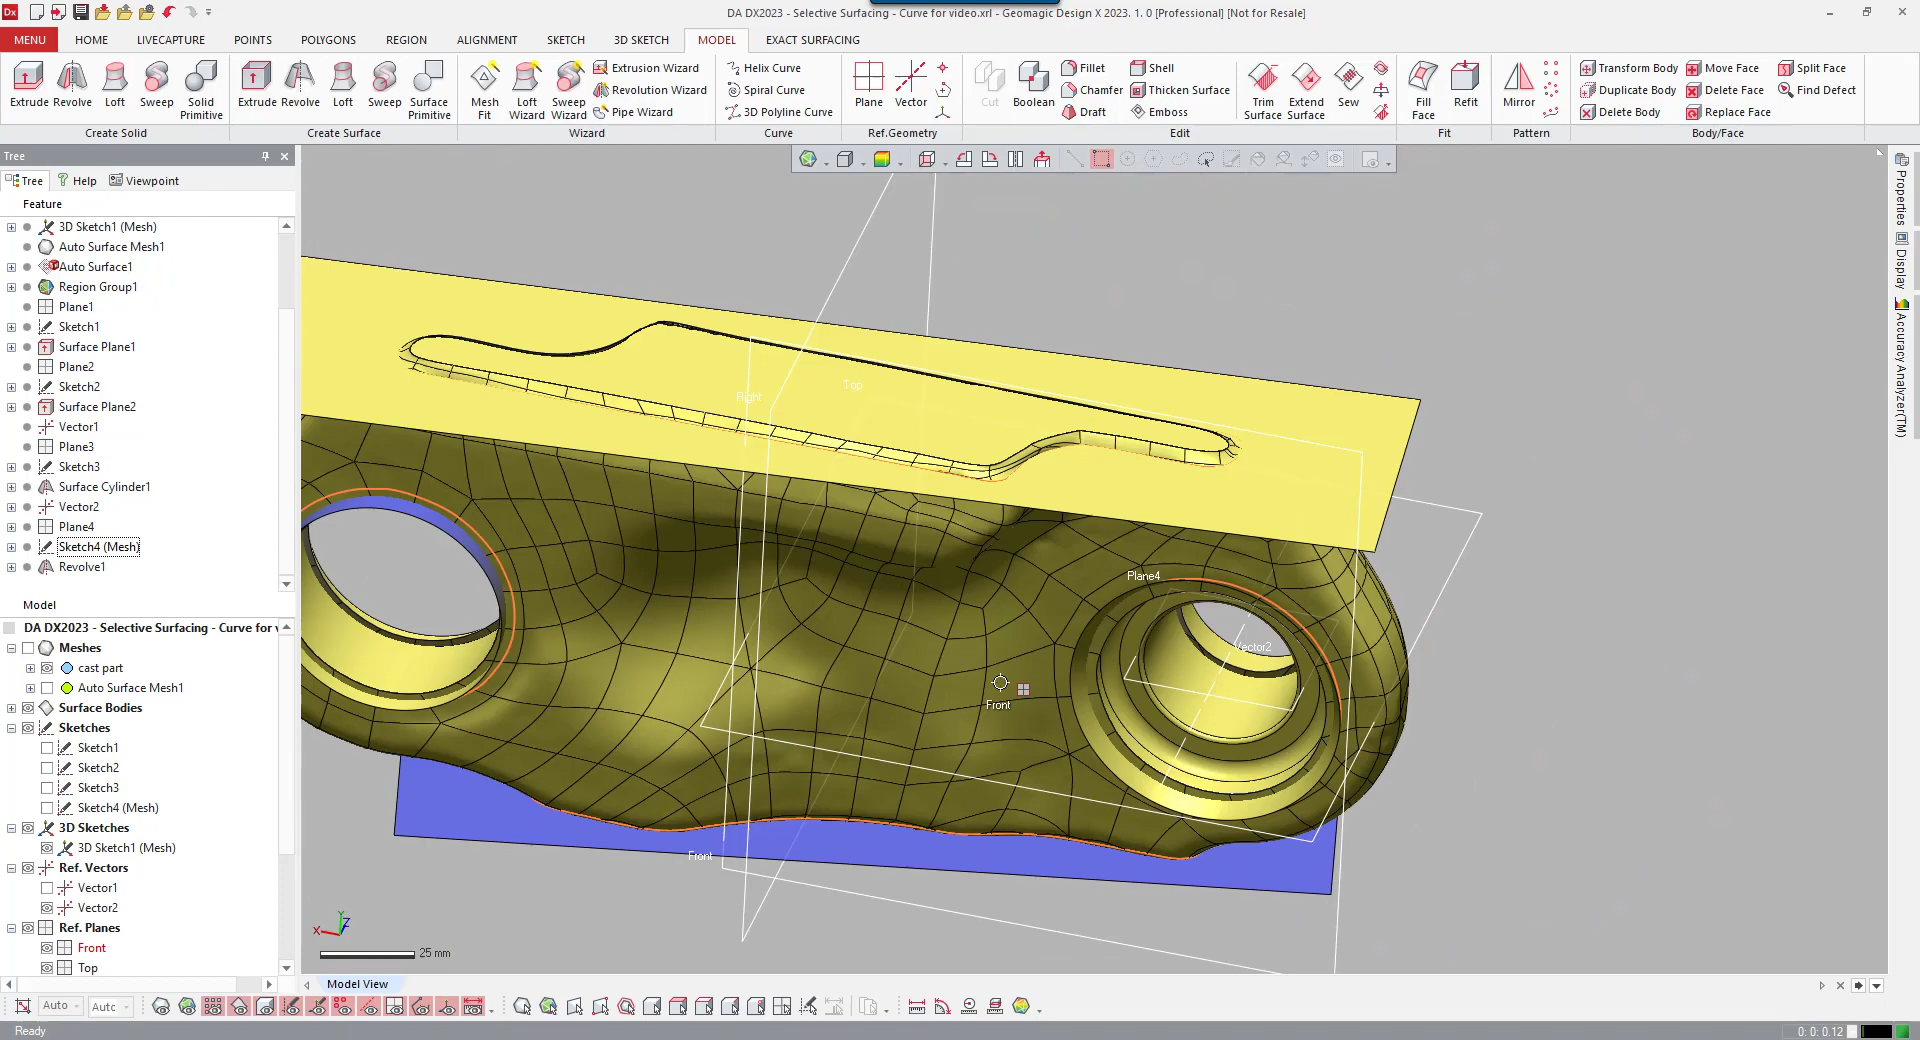 Dx
DA DX2023 - Selective Surfacing - Curve for video.xrl - Geomagic Design X 2023. 1. 0 [Professional] [Not for Resale]
MENU HOME LIVECAPTURE POINTS POLYGONS REGION ALIGNMENT SKETCH 3D SKETCH MODEL EXACT SURFACING
Extrude Revolve Loft Sweep Solid Primitive
Create Solid
Extrude Revolve Loft Sweep Surface Primitive
Create Surface
Mesh Fit Loft Wizard Sweep Wizard
Extrusion Wizard
Revolution Wizard
Pipe Wizard
Wizard
Helix Curve
Spiral Curve
3D Polyline Curve
Curve
Plane Vector
Ref.Geometry
Cut Boolean
Fillet
Chamfer
Draft
Shell
Thicken Surface
Emboss
Trim Surface Extend Surface Sew
Edit
Fill Face Refit
Fit
Mirror
Pattern
Transform Body
Duplicate Body
Delete Body
Move Face
Delete Face
Replace Face
Split Face
Find Defect
Body/Face
Tree
Tree Help Viewpoint
Feature
3D Sketch1 (Mesh)
Auto Surface Mesh1
Auto Surface1
Region Group1
Plane1
Sketch1
Surface Plane1
Plane2
Sketch2
Surface Plane2
Vector1
Plane3
Sketch3
Surface Cylinder1
Vector2
Plane4
Sketch4 (Mesh)
Revolve1
Model
DA DX2023 - Selective Surfacing - Curve for v
Meshes
cast part
Auto Surface Mesh1
Surface Bodies
Sketches
Sketch1
Sketch2
Sketch3
Sketch4 (Mesh)
3D Sketches
3D Sketch1 (Mesh)
Ref. Vectors
Vector1
Vector2
Ref. Planes
Front
Top
Top
Right
Plane4
Vector2
Front
Front
X Y Z
25 mm
Properties
Display
Accuracy Analyzer(TM)
Model View
Auto Autc
Ready
0: 0: 0.12